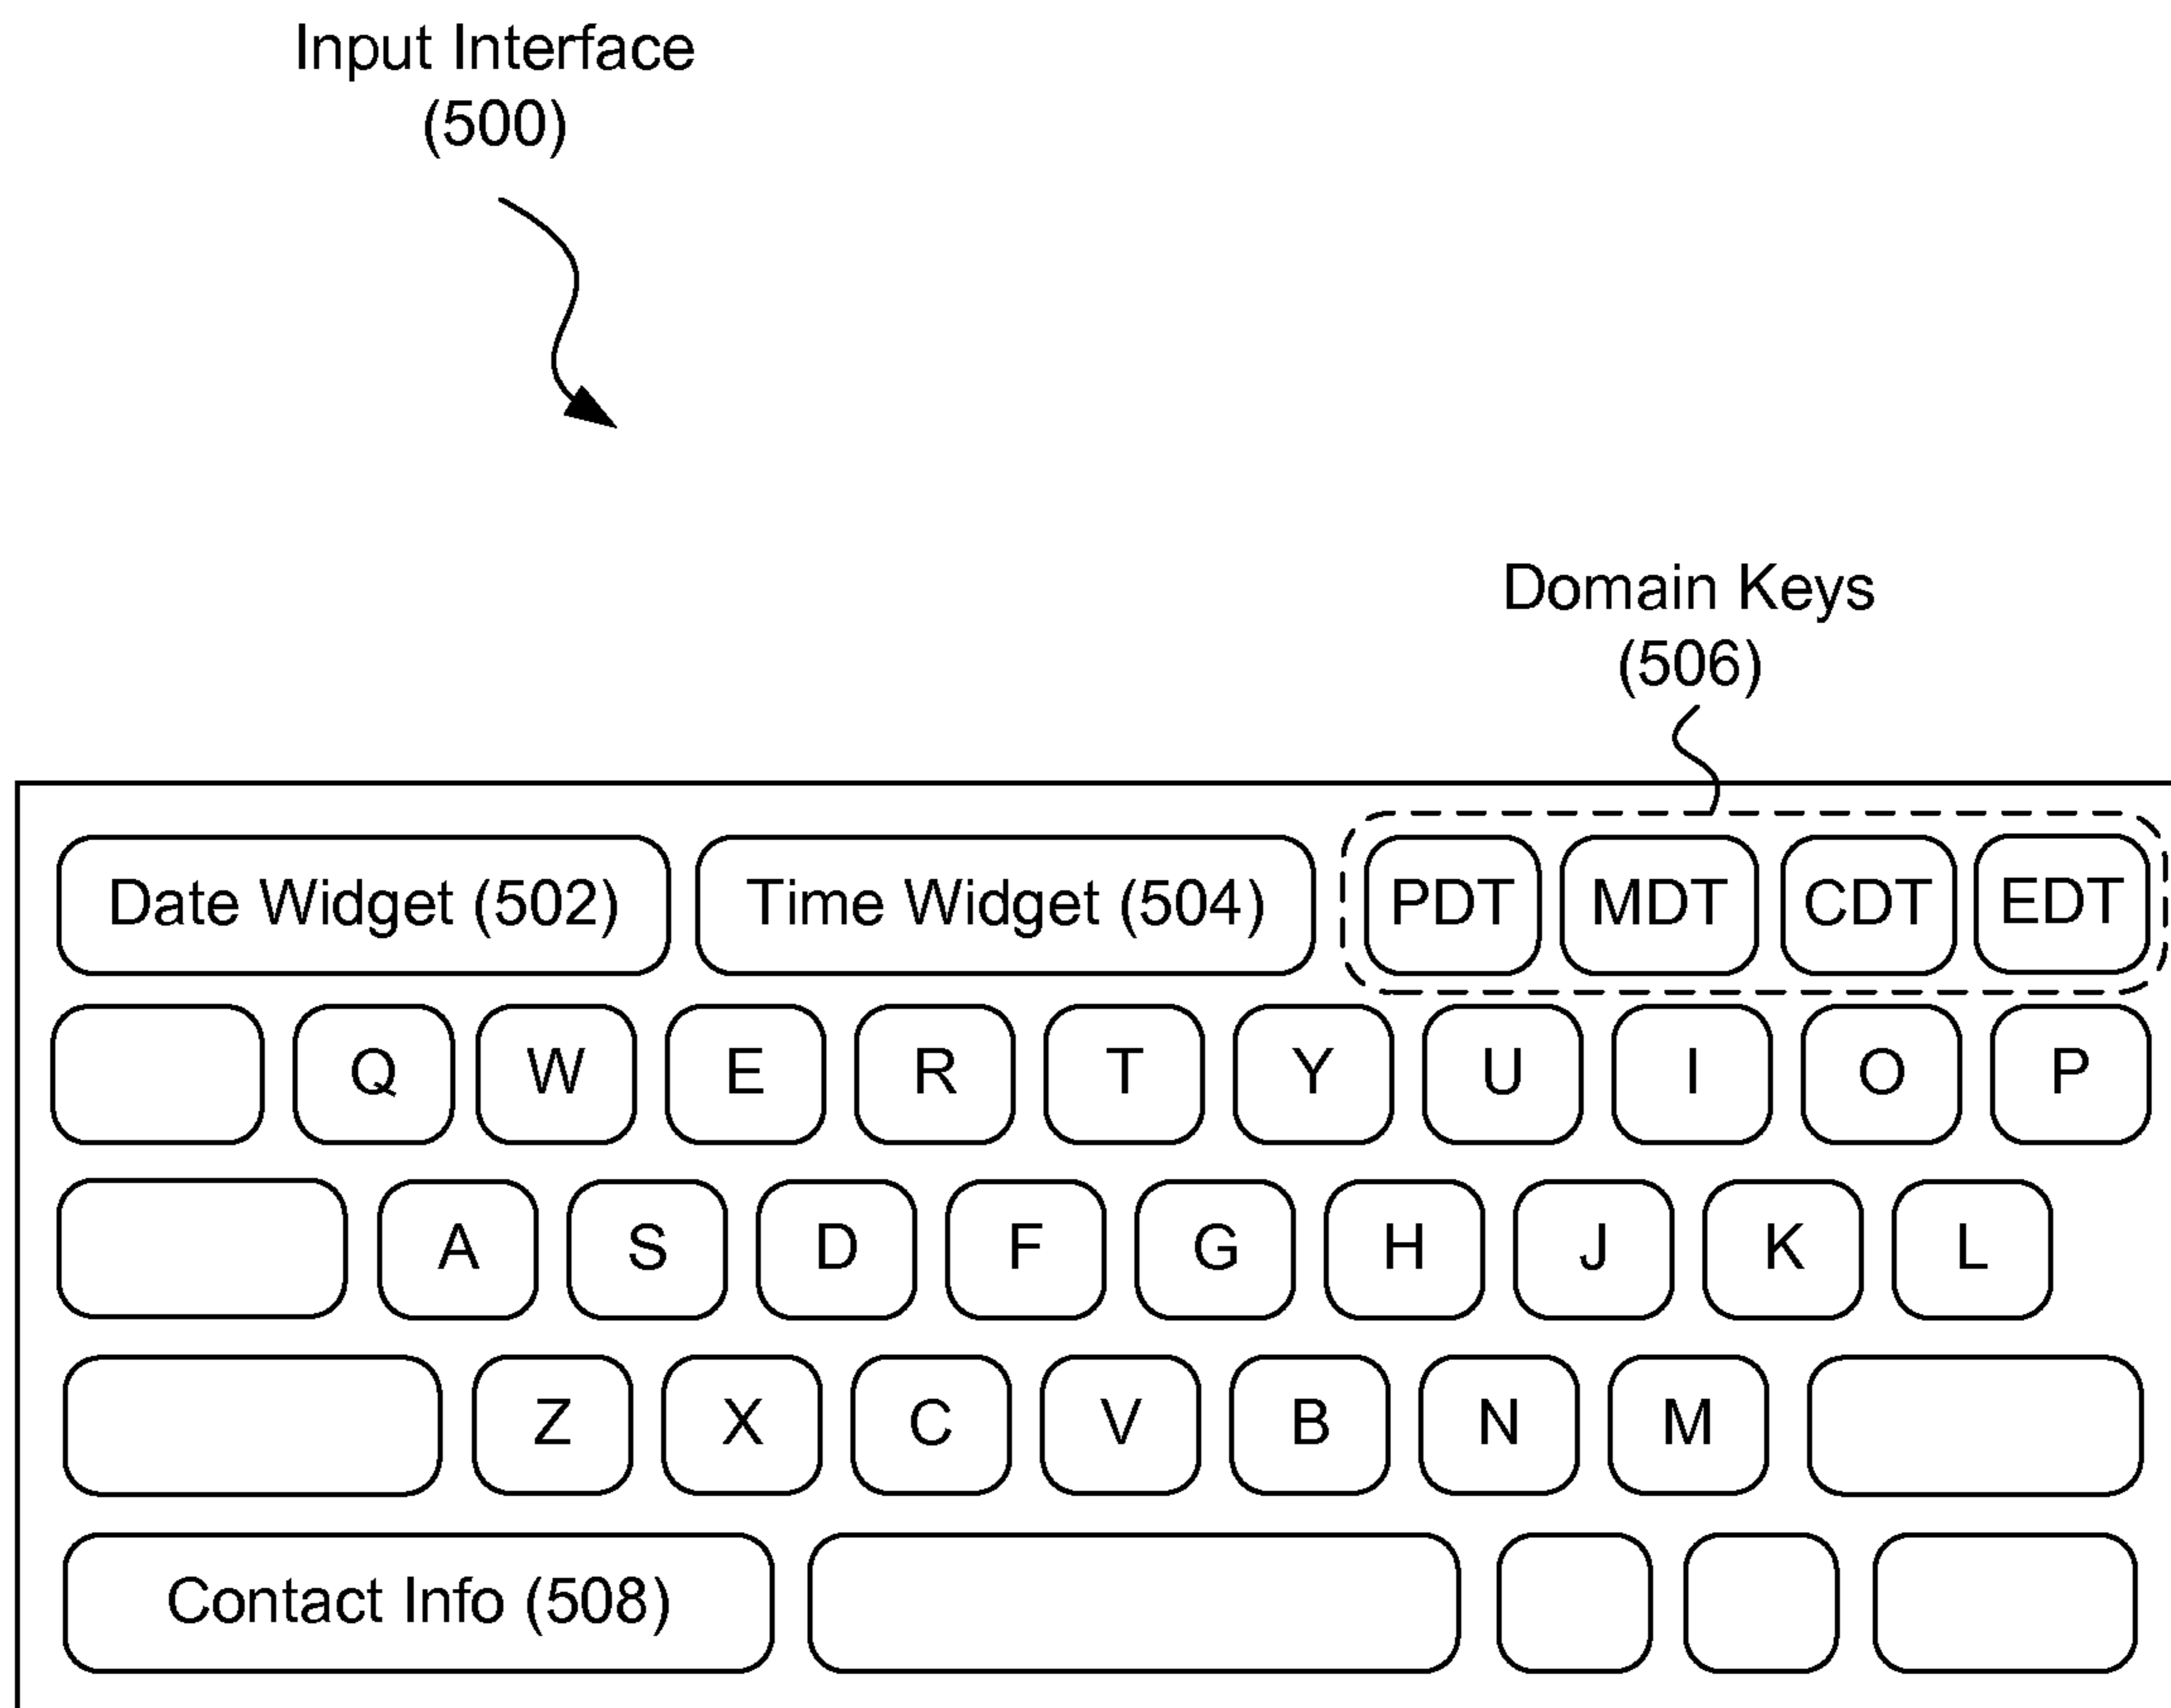 Input Interface
(500)
Domain Keys
(506)
Date Widget (502) Time Widget (504) PDT MDT CDT EDT
Q W E R T Y U I O P
A S D F G H J K L
Z X C V B N M
Contact Info (508)